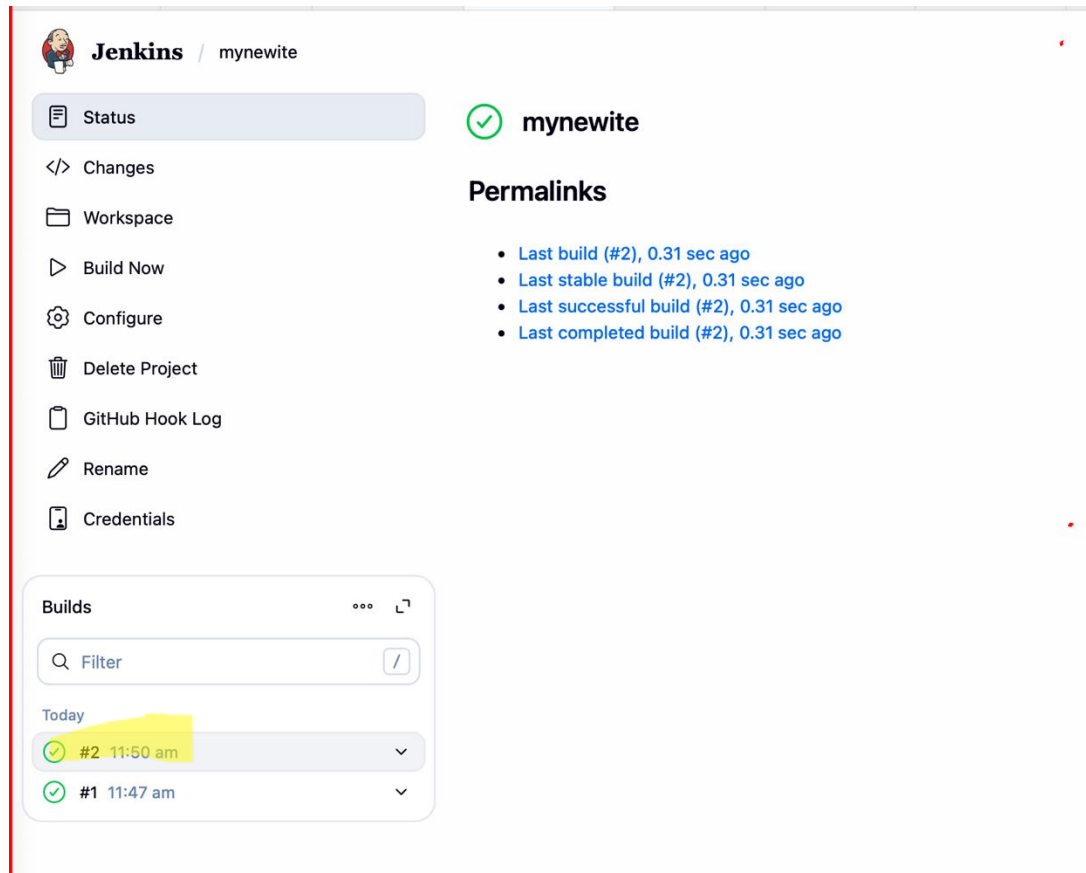 Jenkins / mynewite
Status
Changes
Workspace
Build Now
Configure
Delete Project
GitHub Hook Log
Rename
Credentials
mynewite
Permalinks
Last build (#2), 0.31 sec ago
Last stable build (#2), 0.31 sec ago
Last successful build (#2), 0.31 sec ago
Last completed build (#2), 0.31 sec ago
Builds
Filter /
Today
#2 11:50 am
#1 11:47 am